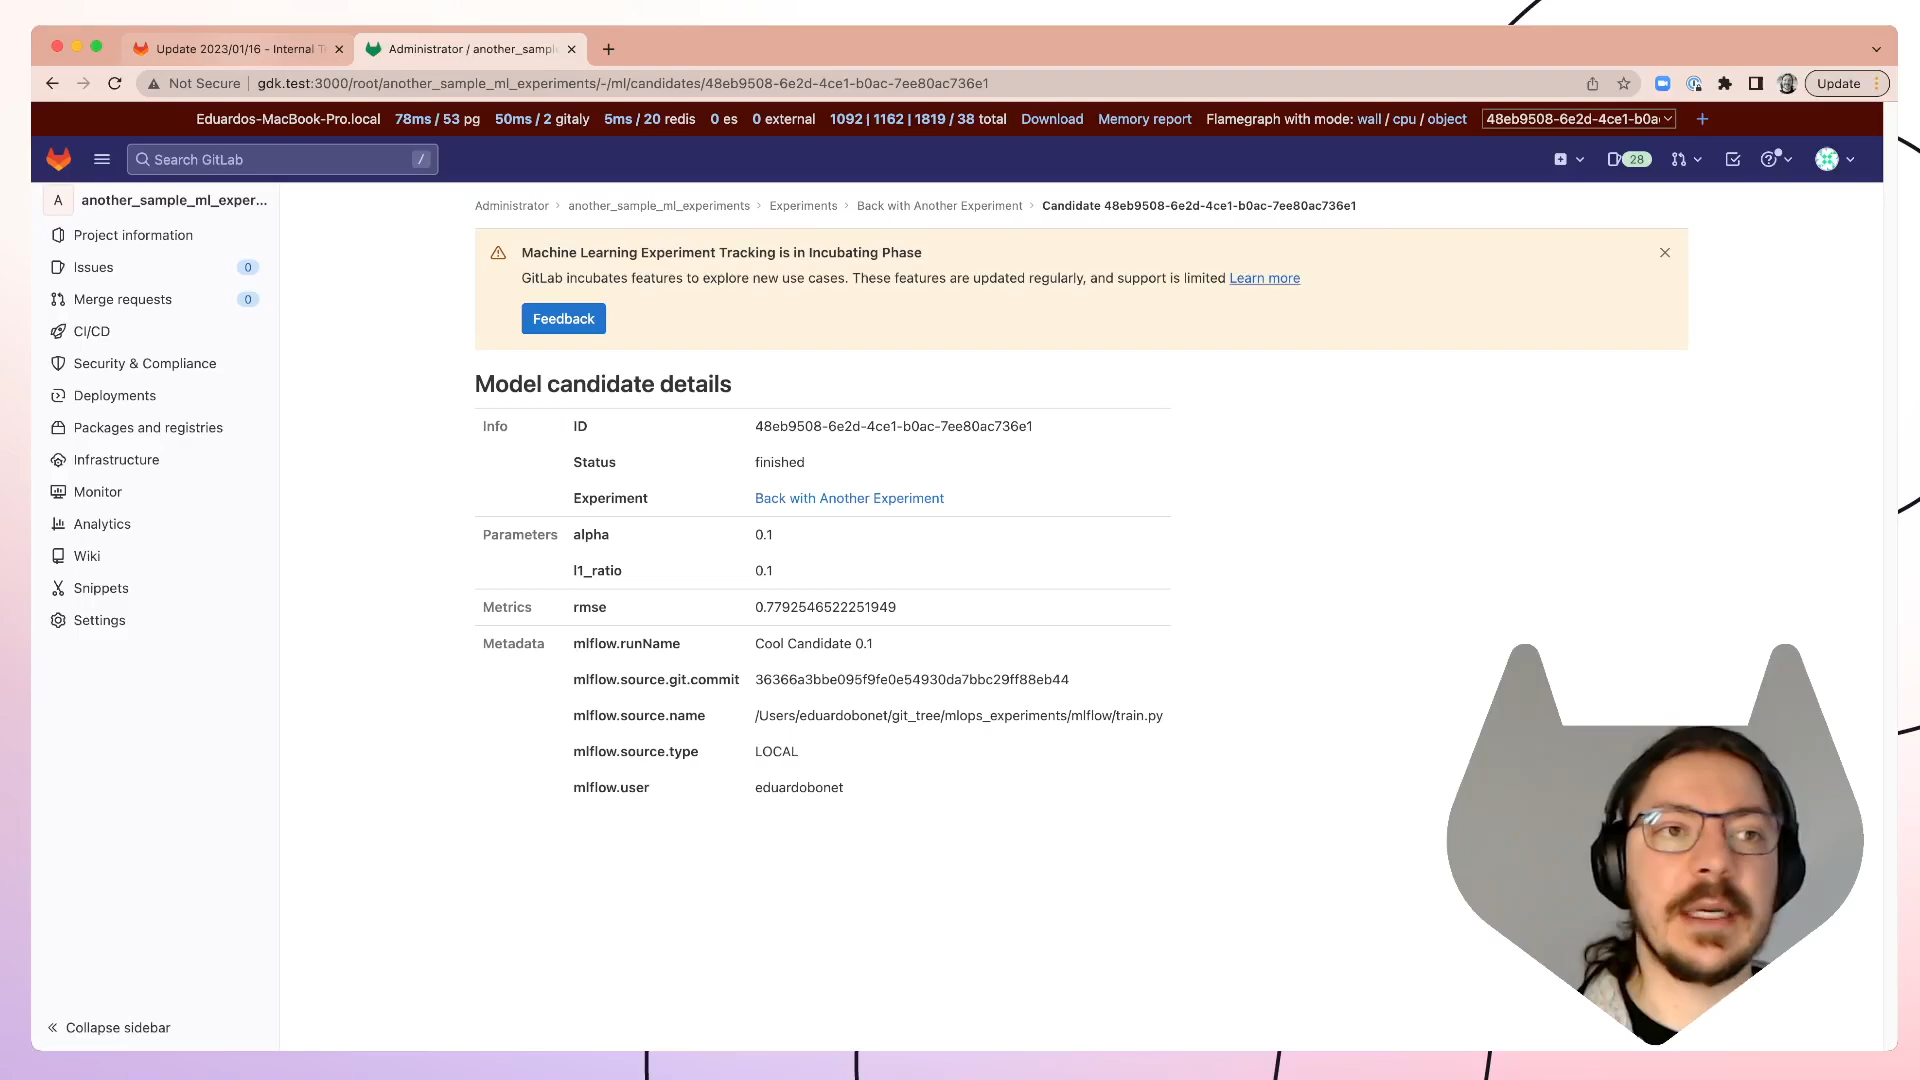 Update 2023/01/16 - Internal T
Administrator / another_sampl
Not Secure
gdk.test:3000/root/another_sample_ml_experiments/-/ml/candidates/48eb9508-6e2d-4ce1-b0ac-7ee80ac736e1
Update
Eduardos-MacBook-Pro.local 78ms / 53 pg 50ms / 2 gitaly 5ms / 20 redis 0 es 0 external 1092 | 1162 | 1819 / 38 total Download Memory report Flamegraph with mode: wall / cpu / object 48eb9508-6e2d-4ce1-b0a +
Search GitLab /
28
A another_sample_ml_exper...
Project information
Issues 0
Merge requests 0
CI/CD
Security & Compliance
Deployments
Packages and registries
Infrastructure
Monitor
Analytics
Wiki
Snippets
Settings
Collapse sidebar
Administrator › another_sample_ml_experiments › Experiments › Back with Another Experiment › Candidate 48eb9508-6e2d-4ce1-b0ac-7ee80ac736e1
Machine Learning Experiment Tracking is in Incubating Phase
GitLab incubates features to explore new use cases. These features are updated regularly, and support is limited Learn more
Feedback
Model candidate details
Info ID 48eb9508-6e2d-4ce1-b0ac-7ee80ac736e1
Status finished
Experiment Back with Another Experiment
Parameters alpha 0.1
l1_ratio 0.1
Metrics rmse 0.7792546522251949
Metadata mlflow.runName Cool Candidate 0.1
mlflow.source.git.commit 36366a3bbe095f9fe0e54930da7bbc29ff88eb44
mlflow.source.name /Users/eduardobonet/git_tree/mlops_experiments/mlflow/train.py
mlflow.source.type LOCAL
mlflow.user eduardobonet